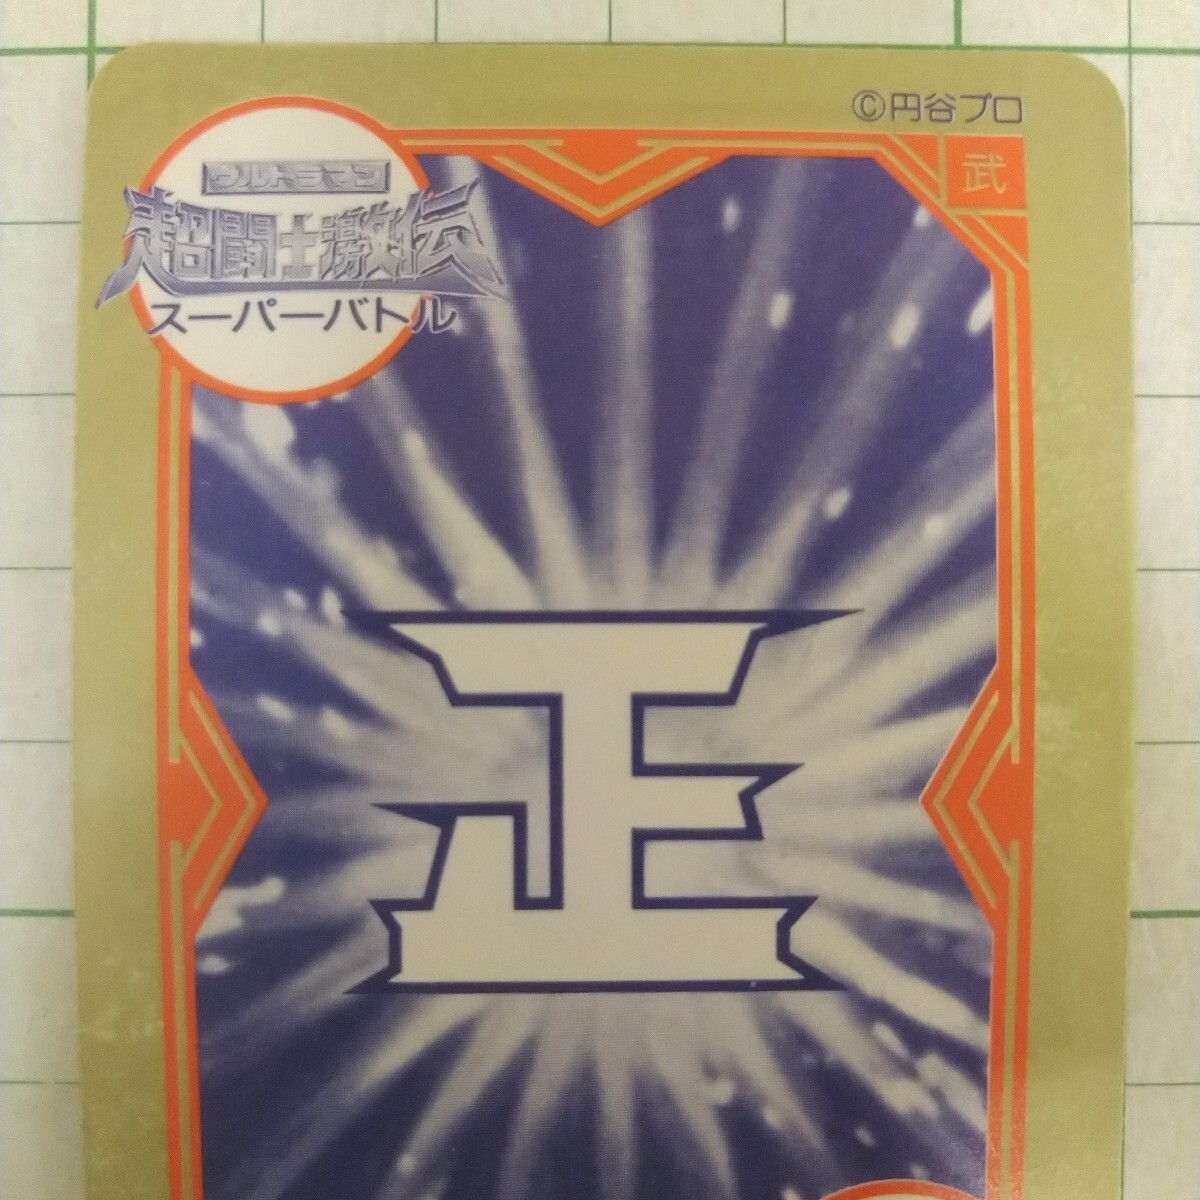 ©円谷プロ
武
ウルトラマン
超闘士激伝
スーパーバトル
正